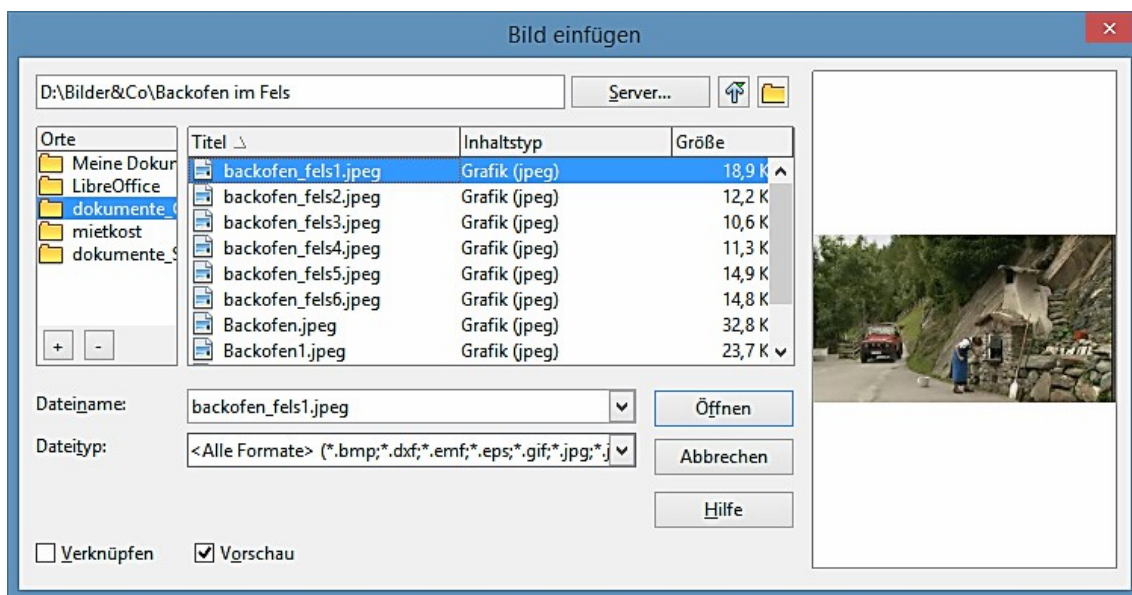 Bild einfügen
D:\Bilder&Co\Backofen im Fels
Server...
Orte
Meine Dokun
LibreOffice
dokumente_
mietkost
dokumente_S
+ -
Titel Inhaltstyp Größe
backofen_fels1.jpeg Grafik (jpeg) 18,9 K
backofen_fels2.jpeg Grafik (jpeg) 12,2 K
backofen_fels3.jpeg Grafik (jpeg) 10,6 K
backofen_fels4.jpeg Grafik (jpeg) 11,3 K
backofen_fels5.jpeg Grafik (jpeg) 14,9 K
backofen_fels6.jpeg Grafik (jpeg) 14,8 K
Backofen.jpeg Grafik (jpeg) 32,8 K
Backofen1.jpeg Grafik (jpeg) 23,7 K
Dateiname: backofen_fels1.jpeg Öffnen
Dateityp: <Alle Formate> (*.bmp;*.dxf;*.emf;*.eps;*.gif;*.jpg;*.j Abbrechen
Hilfe
Verknüpfen Vorschau